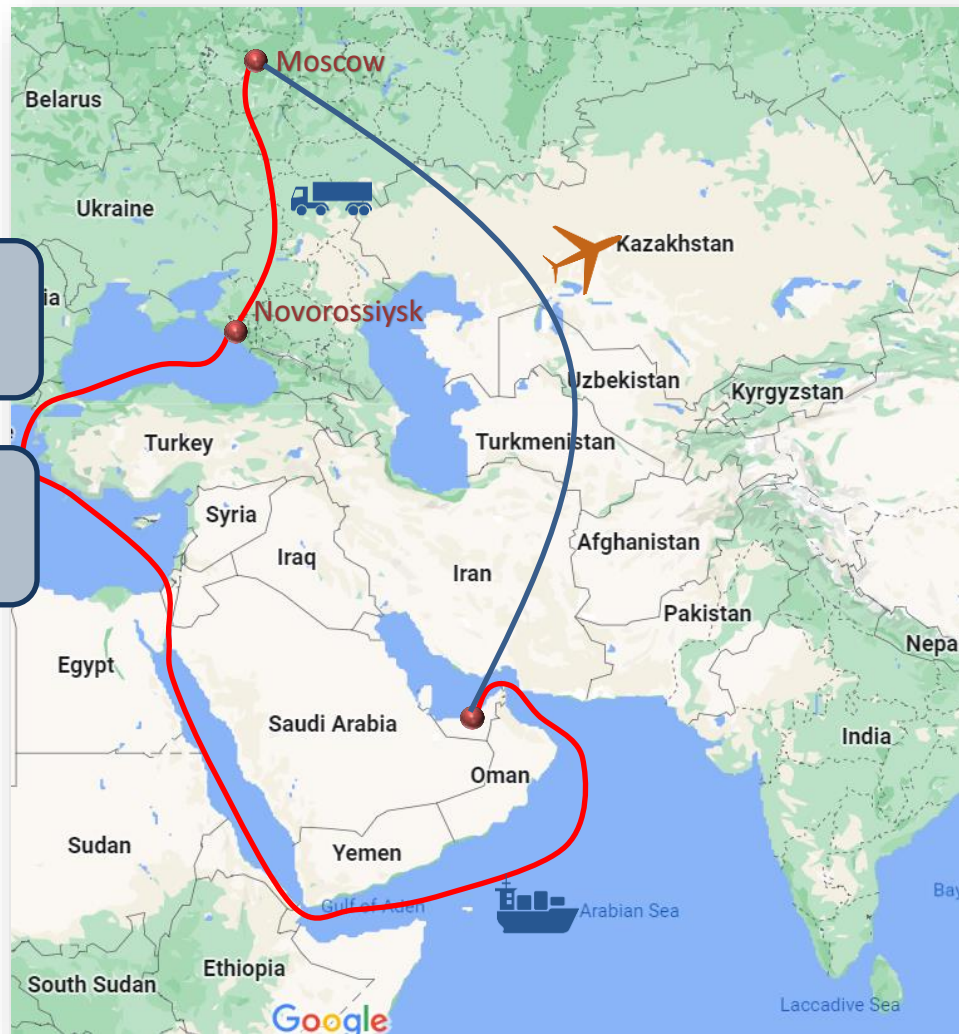 Moscow
Belarus
Ukraine
Kazakhstan
ia
Novorossiysk
Uzbekistan
Kyrgyzstan
Turkey
Turkmenistan
Syria
Afghanistan
Iraq
Iran
Pakistan
Nepa
Egypt
Saudi Arabia
India
Oman
Sudan
Yemen
Bay
Gulf of Aden
Arabian Sea
Ethiopia
South Sudan
Laccadive Sea
Google